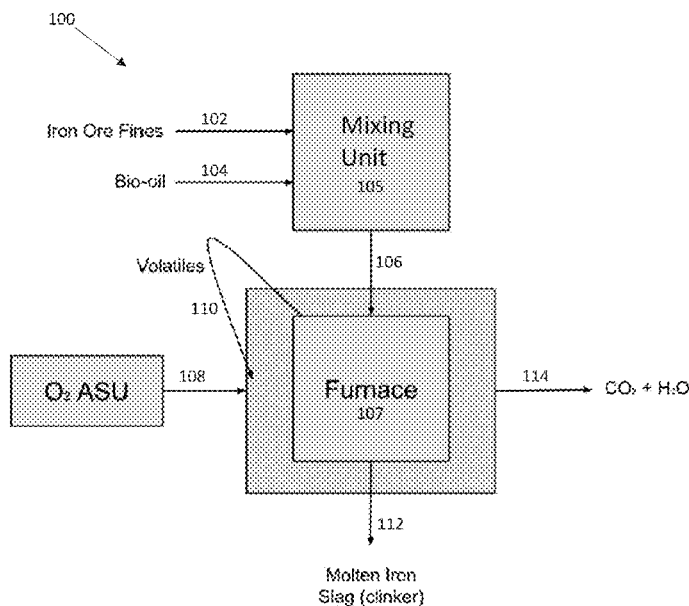 100
Iron Ore Fines
102
Bio-oil
104
Mixing
Unit
105
106
Volatiles
110
O₂ ASU
108
Furnace
107
114
CO₂ + H₂O
112
Molten Iron
Slag (clinker)